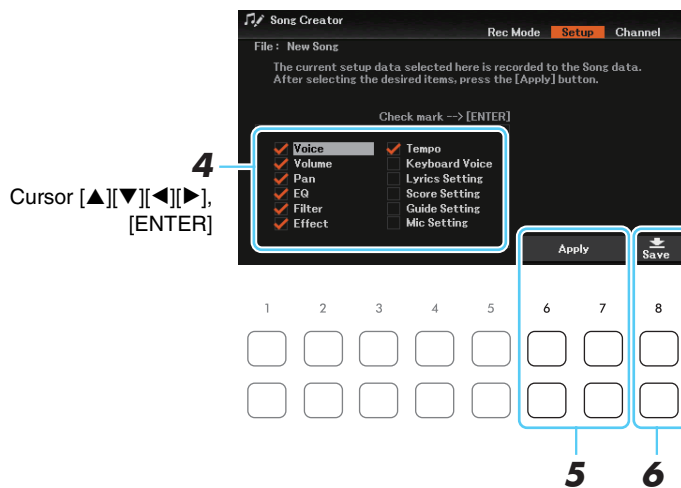 Song Creator
Rec Mode Setup Channel
File : New Song
The current setup data selected here is recorded to the Song data.
After selecting the desired items, press the [Apply] button.
Check mark --> [ENTER]
4
Cursor [▲][▼][◀][▶],
[ENTER]
Voice Tempo
Volume Keyboard Voice
Pan Lyrics Setting
EQ Score Setting
Filter Guide Setting
Effect Mic Setting
Apply Save
1 2 3 4 5 6 7 8
5 6